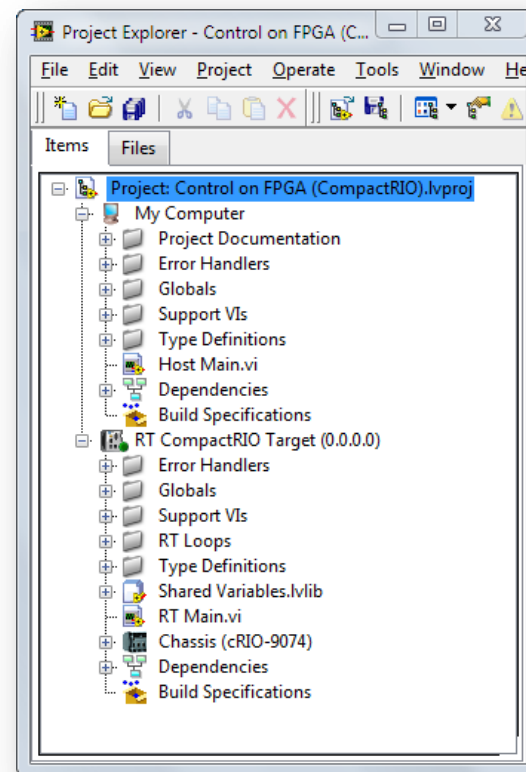 Project Explorer - Control on FPGA (C...
File Edit View Project Operate Tools Window He
Items Files
Project: Control on FPGA (CompactRIO).lvproj
My Computer
Project Documentation
Error Handlers
Globals
Support VIs
Type Definitions
Host Main.vi
Dependencies
Build Specifications
RT CompactRIO Target (0.0.0.0)
Error Handlers
Globals
Support VIs
RT Loops
Type Definitions
Shared Variables.lvlib
RT Main.vi
Chassis (cRIO-9074)
Dependencies
Build Specifications